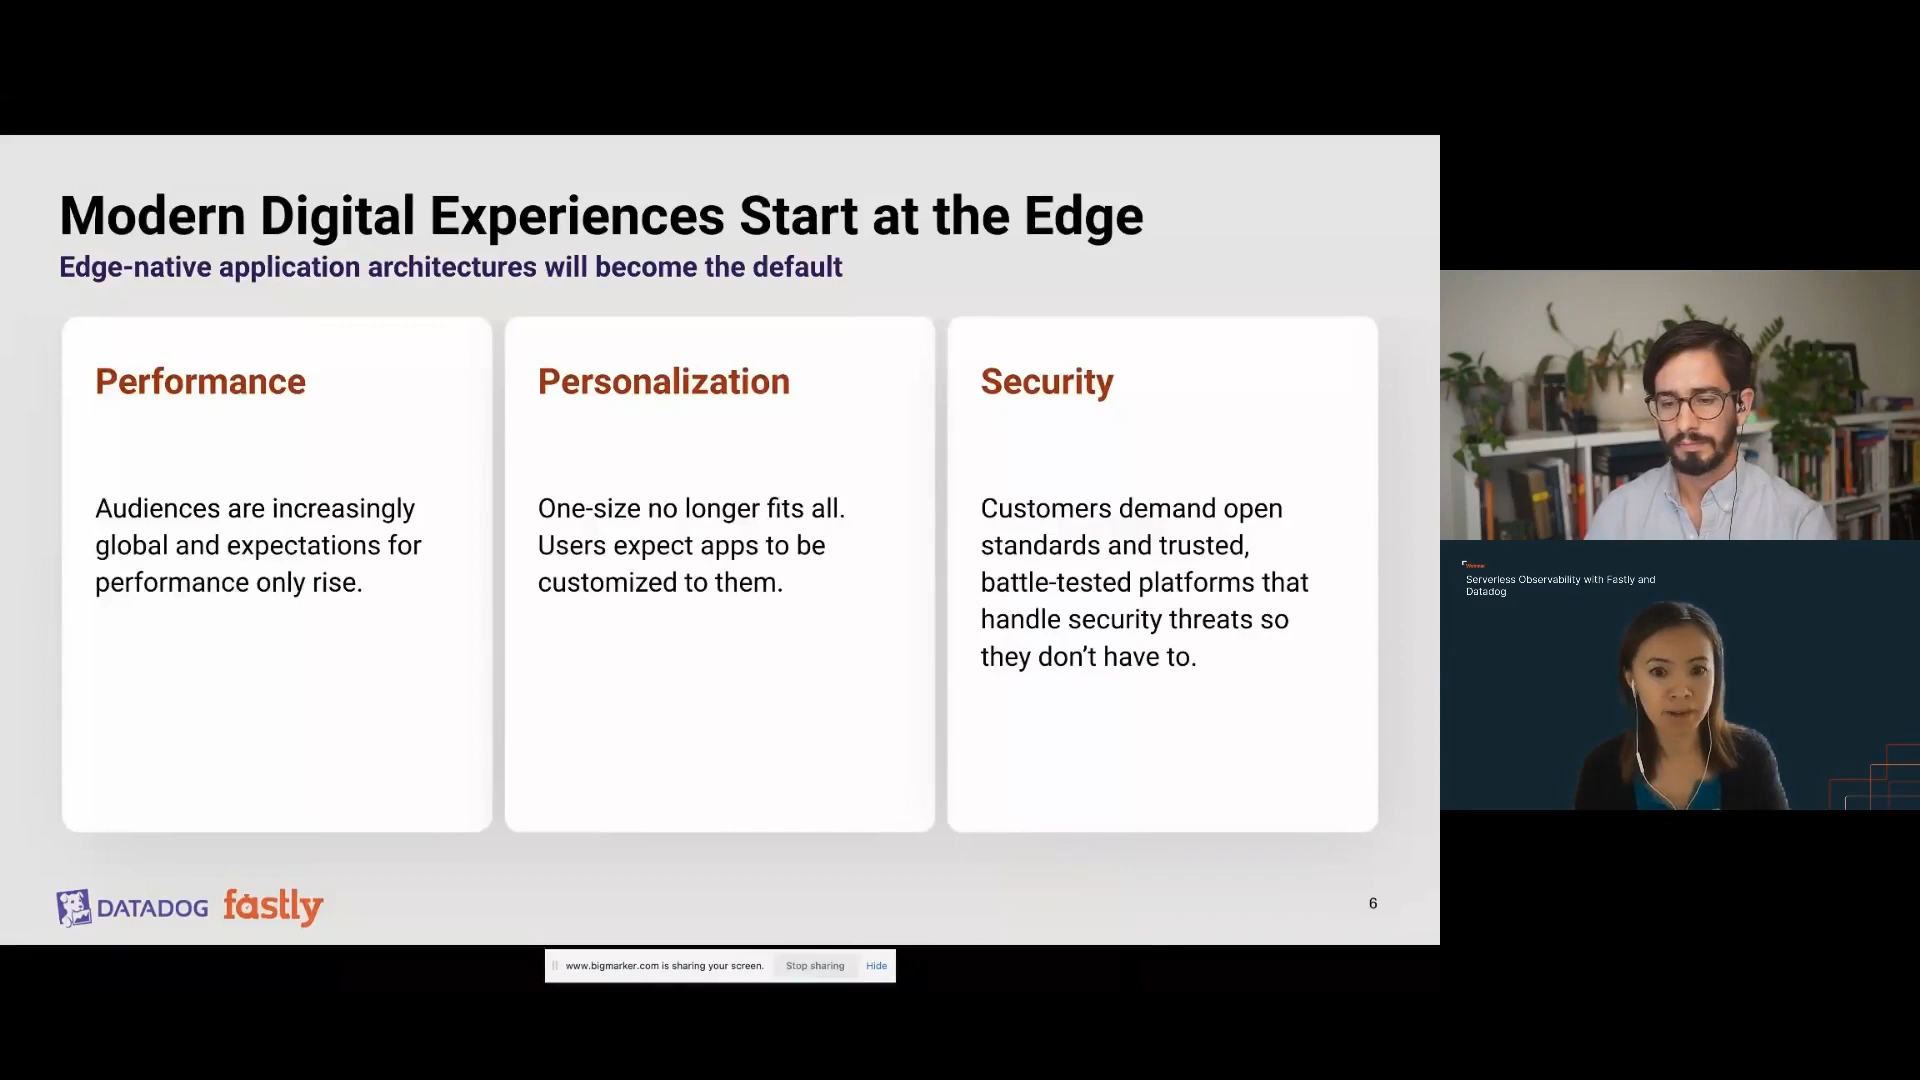 Modern Digital Experiences Start at the Edge
Edge-native application architectures will become the default
Performance
Audiences are increasingly
global and expectations for
performance only rise.
Personalization
One-size no longer fits all.
Users expect apps to be
customized to them.
Security
Customers demand open
standards and trusted,
battle-tested platforms that
handle security threats so
they don’t have to.
DATADOG fastly
6
www.bigmarker.com is sharing your screen. Stop sharing Hide
Webinar
Serverless Observability with Fastly and
Datadog